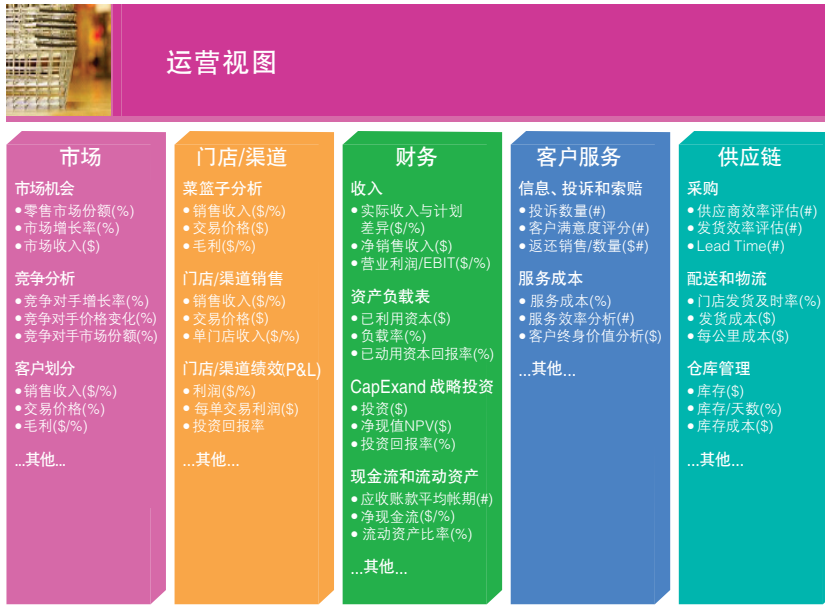 运营视图
市场
市场机会
•零售市场份额(%)
•市场增长率(%)
•市场收入($)
竞争分析
•竞争对手增长率(%)
•竞争对手价格变化(%)
•竞争对手市场份额(%)
客户划分
•销售收入($/%)
•交易价格(%)
•毛利($/%)
...其他...
门店/渠道
菜篮子分析
•销售收入($/%)
•交易价格($)
•毛利($/%)
门店/渠道销售
•销售收入($/%)
•交易价格($)
•单门店收入($/%)
门店/渠道绩效(P&L)
•利润($/%)
•每单交易利润($)
•投资回报率
...其他...
财务
收入
•实际收入与计划
差异($/%)
•净销售收入($)
•营业利润/EBIT($/%)
资产负载表
•已利用资本($)
•负载率(%)
•已动用资本回报率(%)
CapExand 战略投资
•投资($)
•净现值NPV($)
•投资回报率(%)
现金流和流动资产
•应收账款平均帐期(#)
•净现金流($/%)
•流动资产比率(%)
...其他...
客户服务
信息、投诉和索赔
•投诉数量(#)
•客户满意度评分(#)
•返还销售/数量($#)
服务成本
•服务成本(%)
•服务效率分析(#)
•客户终身价值分析($)
...其他...
供应链
采购
•供应商效率评估(#)
•发货效率评估(#)
•Lead Time(#)
配送和物流
•门店发货及时率(%)
•发货成本($)
•每公里成本($)
仓库管理
•库存($)
•库存/天数(%)
•库存成本($)
...其他...